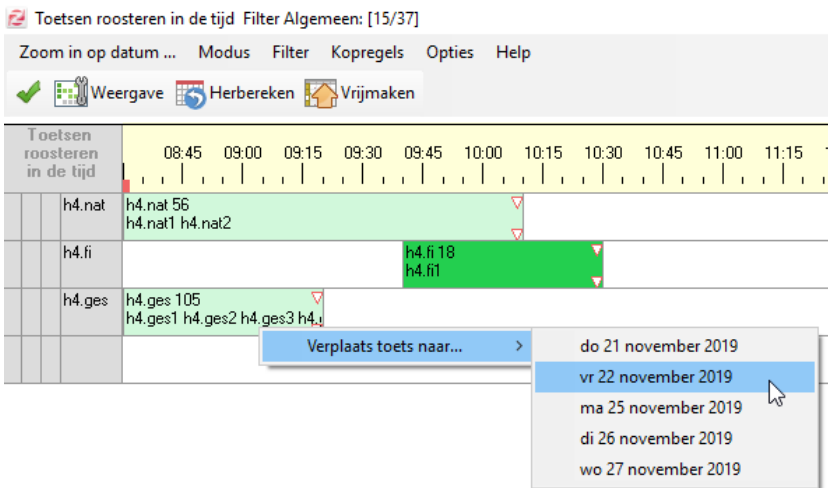 Toetsen roosteren in de tijd Filter Algemeen: [15/37]
Zoom in op datum ... Modus Filter Kopregels Opties Help
Weergave Herbereken Vrijmaken
Toetsen
roosteren
in de tijd
08:45 09:00 09:15 09:30 09:45 10:00 10:15 10:30 10:45 11:00 11:15
h4.nat
h4.nat 56
h4.nat1 h4.nat2
h4.fi
h4.fi 18
h4.fi1
h4.ges
h4.ges 105
h4.ges1 h4.ges2 h4.ges3
Verplaats toets naar...
do 21 november 2019
vr 22 november 2019
ma 25 november 2019
di 26 november 2019
wo 27 november 2019